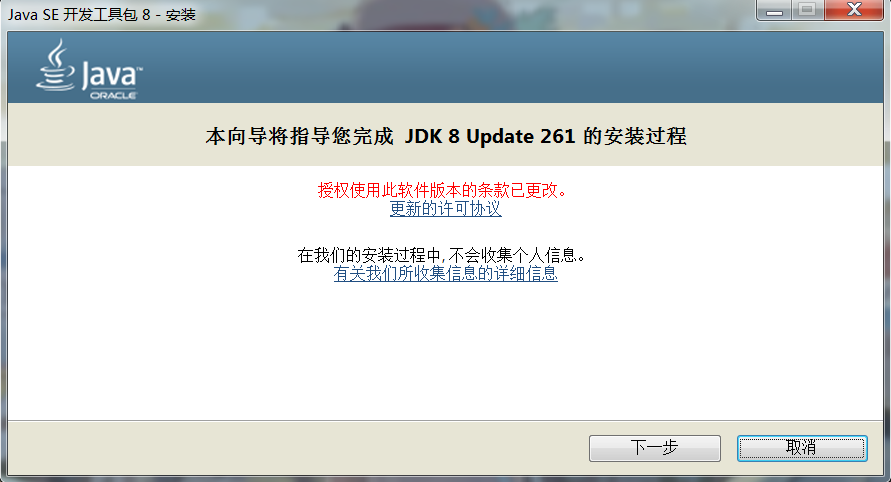 Java SE 开发工具包 8 - 安装
Java™
ORACLE
本向导将指导您完成 JDK 8 Update 261 的安装过程
授权使用此软件版本的条款已更改。
更新的许可协议
在我们的安装过程中,不会收集个人信息。
有关我们所收集信息的详细信息
下一步
取消